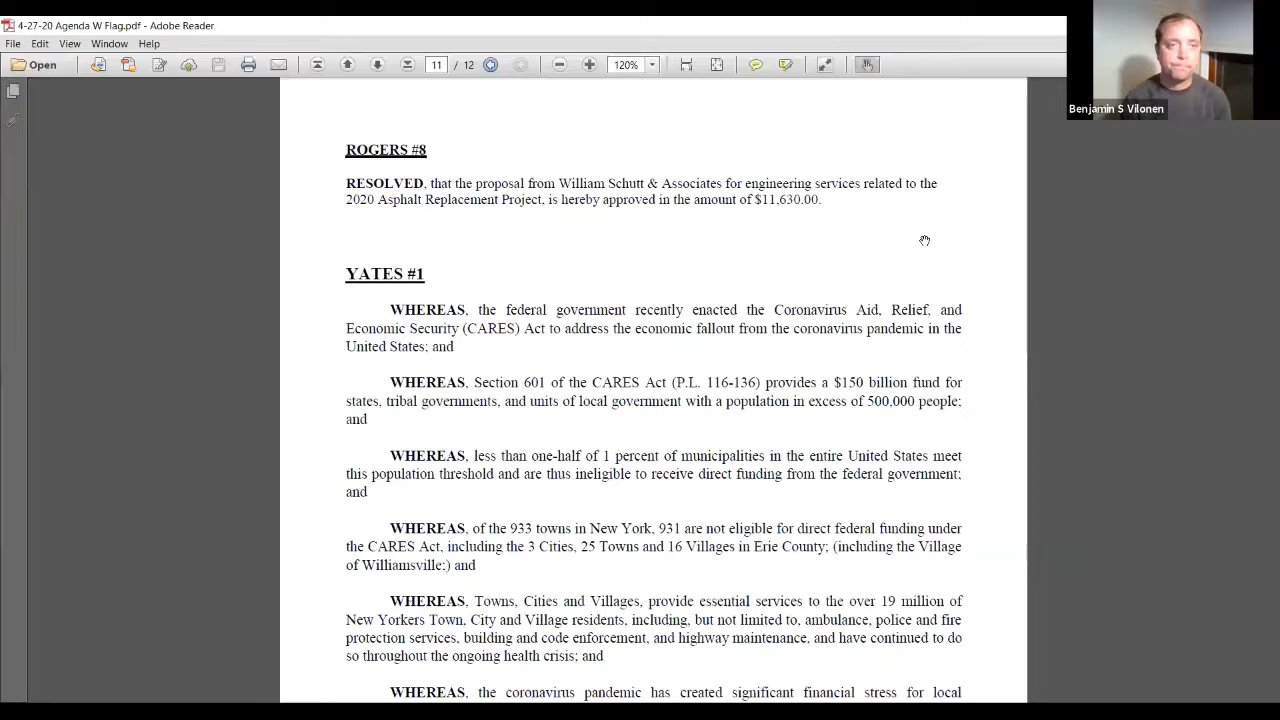 4-27-20 Agenda W Flag.pdf - Adobe Reader
File Edit View Window Help
Open 11 / 12 120%
Benjamin S Vilonen
ROGERS #8
RESOLVED, that the proposal from William Schutt & Associates for engineering services related to the
2020 Asphalt Replacement Project, is hereby approved in the amount of $11,630.00.
YATES #1
WHEREAS, the federal government recently enacted the Coronavirus Aid, Relief, and
Economic Security (CARES) Act to address the economic fallout from the coronavirus pandemic in the
United States; and
WHEREAS, Section 601 of the CARES Act (P.L. 116-136) provides a $150 billion fund for
states, tribal governments, and units of local government with a population in excess of 500,000 people;
and
WHEREAS, less than one-half of 1 percent of municipalities in the entire United States meet
this population threshold and are thus ineligible to receive direct funding from the federal government;
and
WHEREAS, of the 933 towns in New York, 931 are not eligible for direct federal funding under
the CARES Act, including the 3 Cities, 25 Towns and 16 Villages in Erie County; (including the Village
of Williamsville;) and
WHEREAS, Towns, Cities and Villages, provide essential services to the over 19 million of
New Yorkers Town, City and Village residents, including, but not limited to, ambulance, police and fire
protection services, building and code enforcement, and highway maintenance, and have continued to do
so throughout the ongoing health crisis; and
WHEREAS, the coronavirus pandemic has created significant financial stress for local